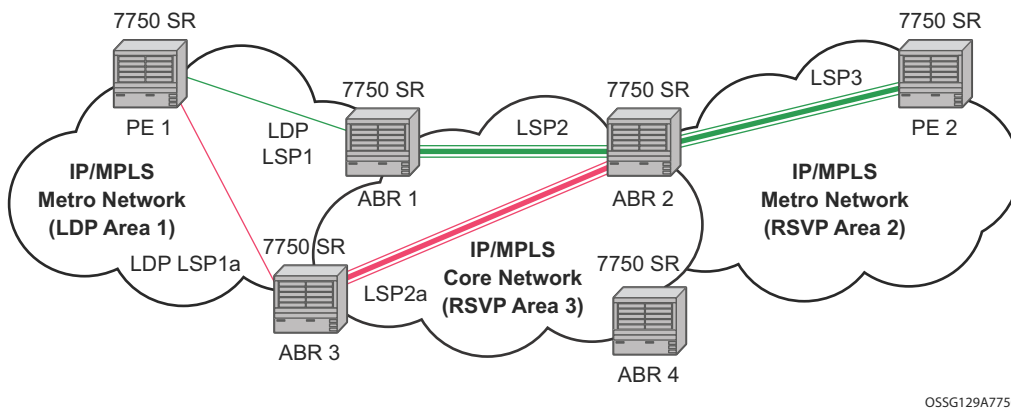 7750 SR
PE 1
7750 SR
ABR 1
LDP
LSP1
LSP2
7750 SR
ABR 2
LSP3
7750 SR
PE 2
IP/MPLS
Metro Network
(LDP Area 1)
IP/MPLS
Metro Network
(RSVP Area 2)
LDP LSP1a
7750 SR
ABR 3
LSP2a
IP/MPLS
Core Network
(RSVP Area 3)
7750 SR
ABR 4
OSSG129A775